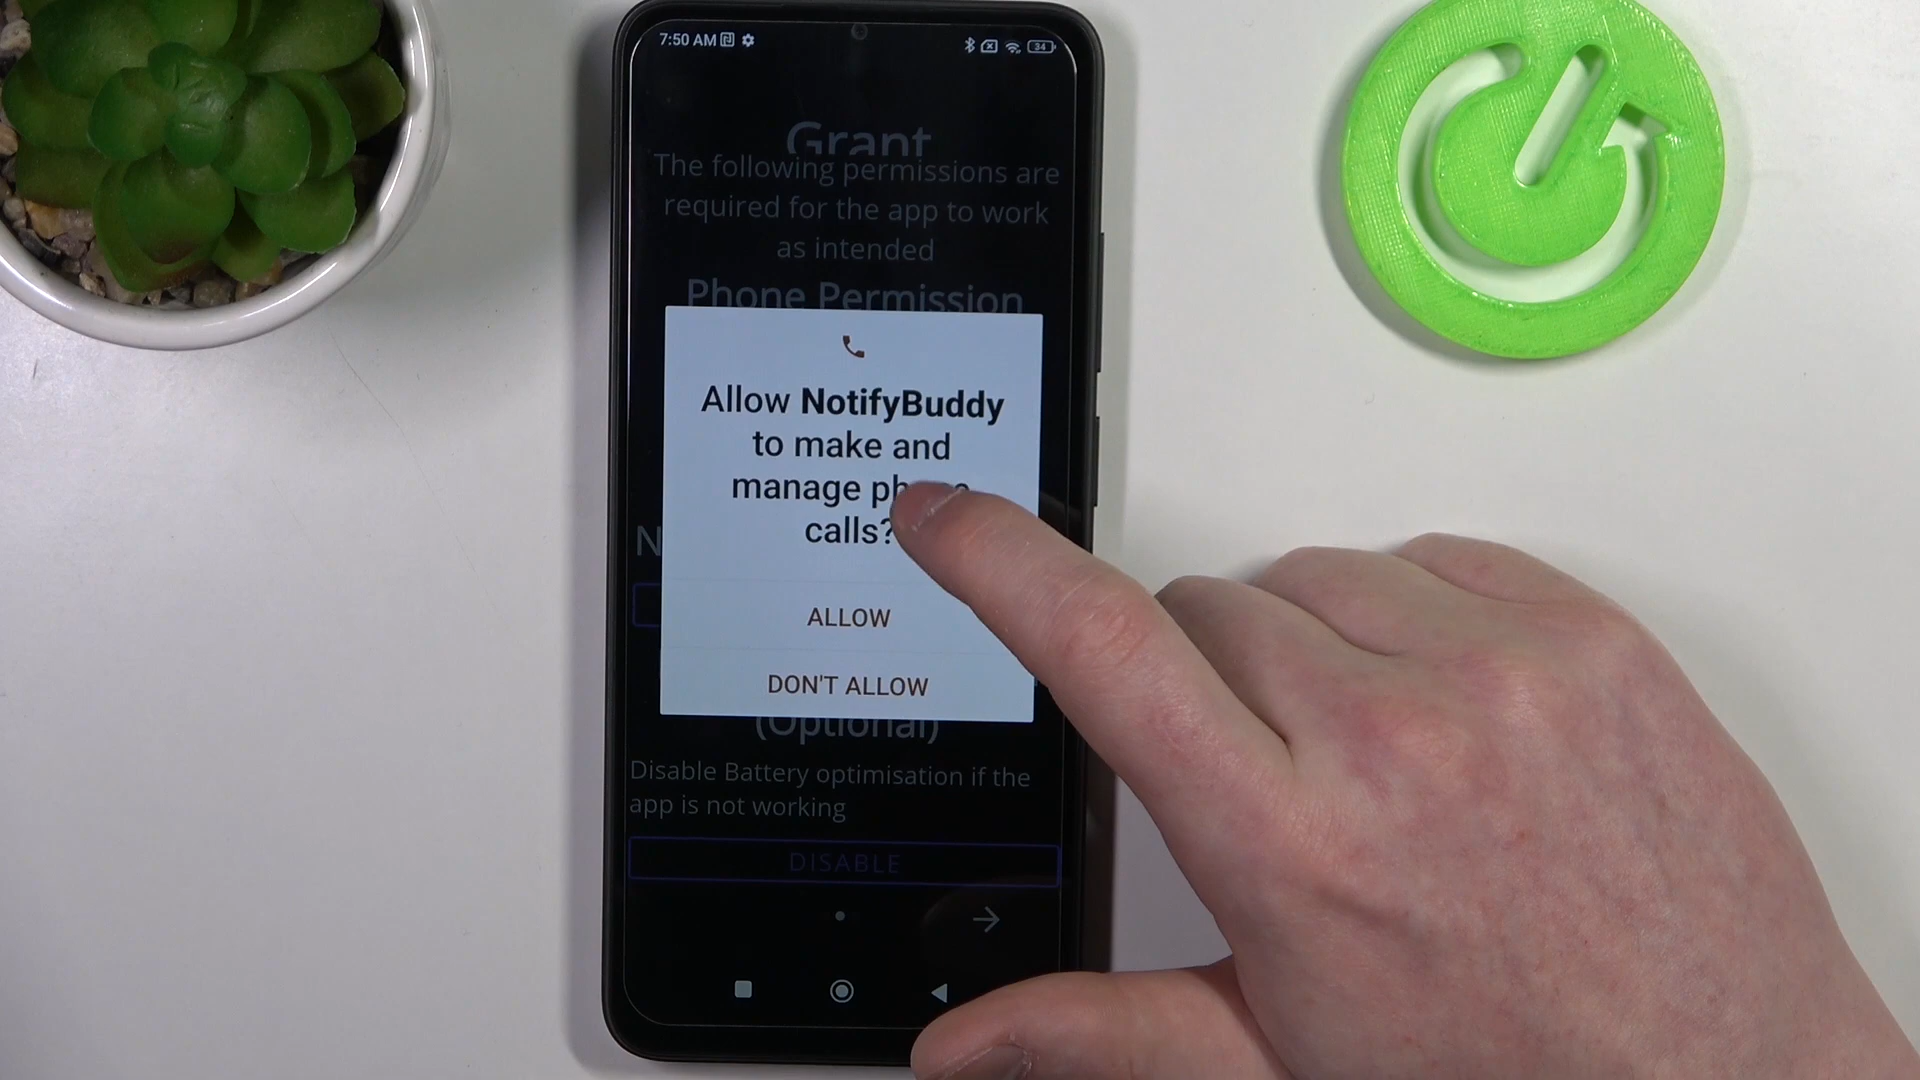 7:50 AM
34
Grant
The following permissions are
required for the app to work
as intended
Phone Permission
Allow NotifyBuddy
to make and
manage
calls?
N
ALLOW
DON'T ALLOW
(Optional)
Disable Battery optimisation if the
app is not working
DISABLE